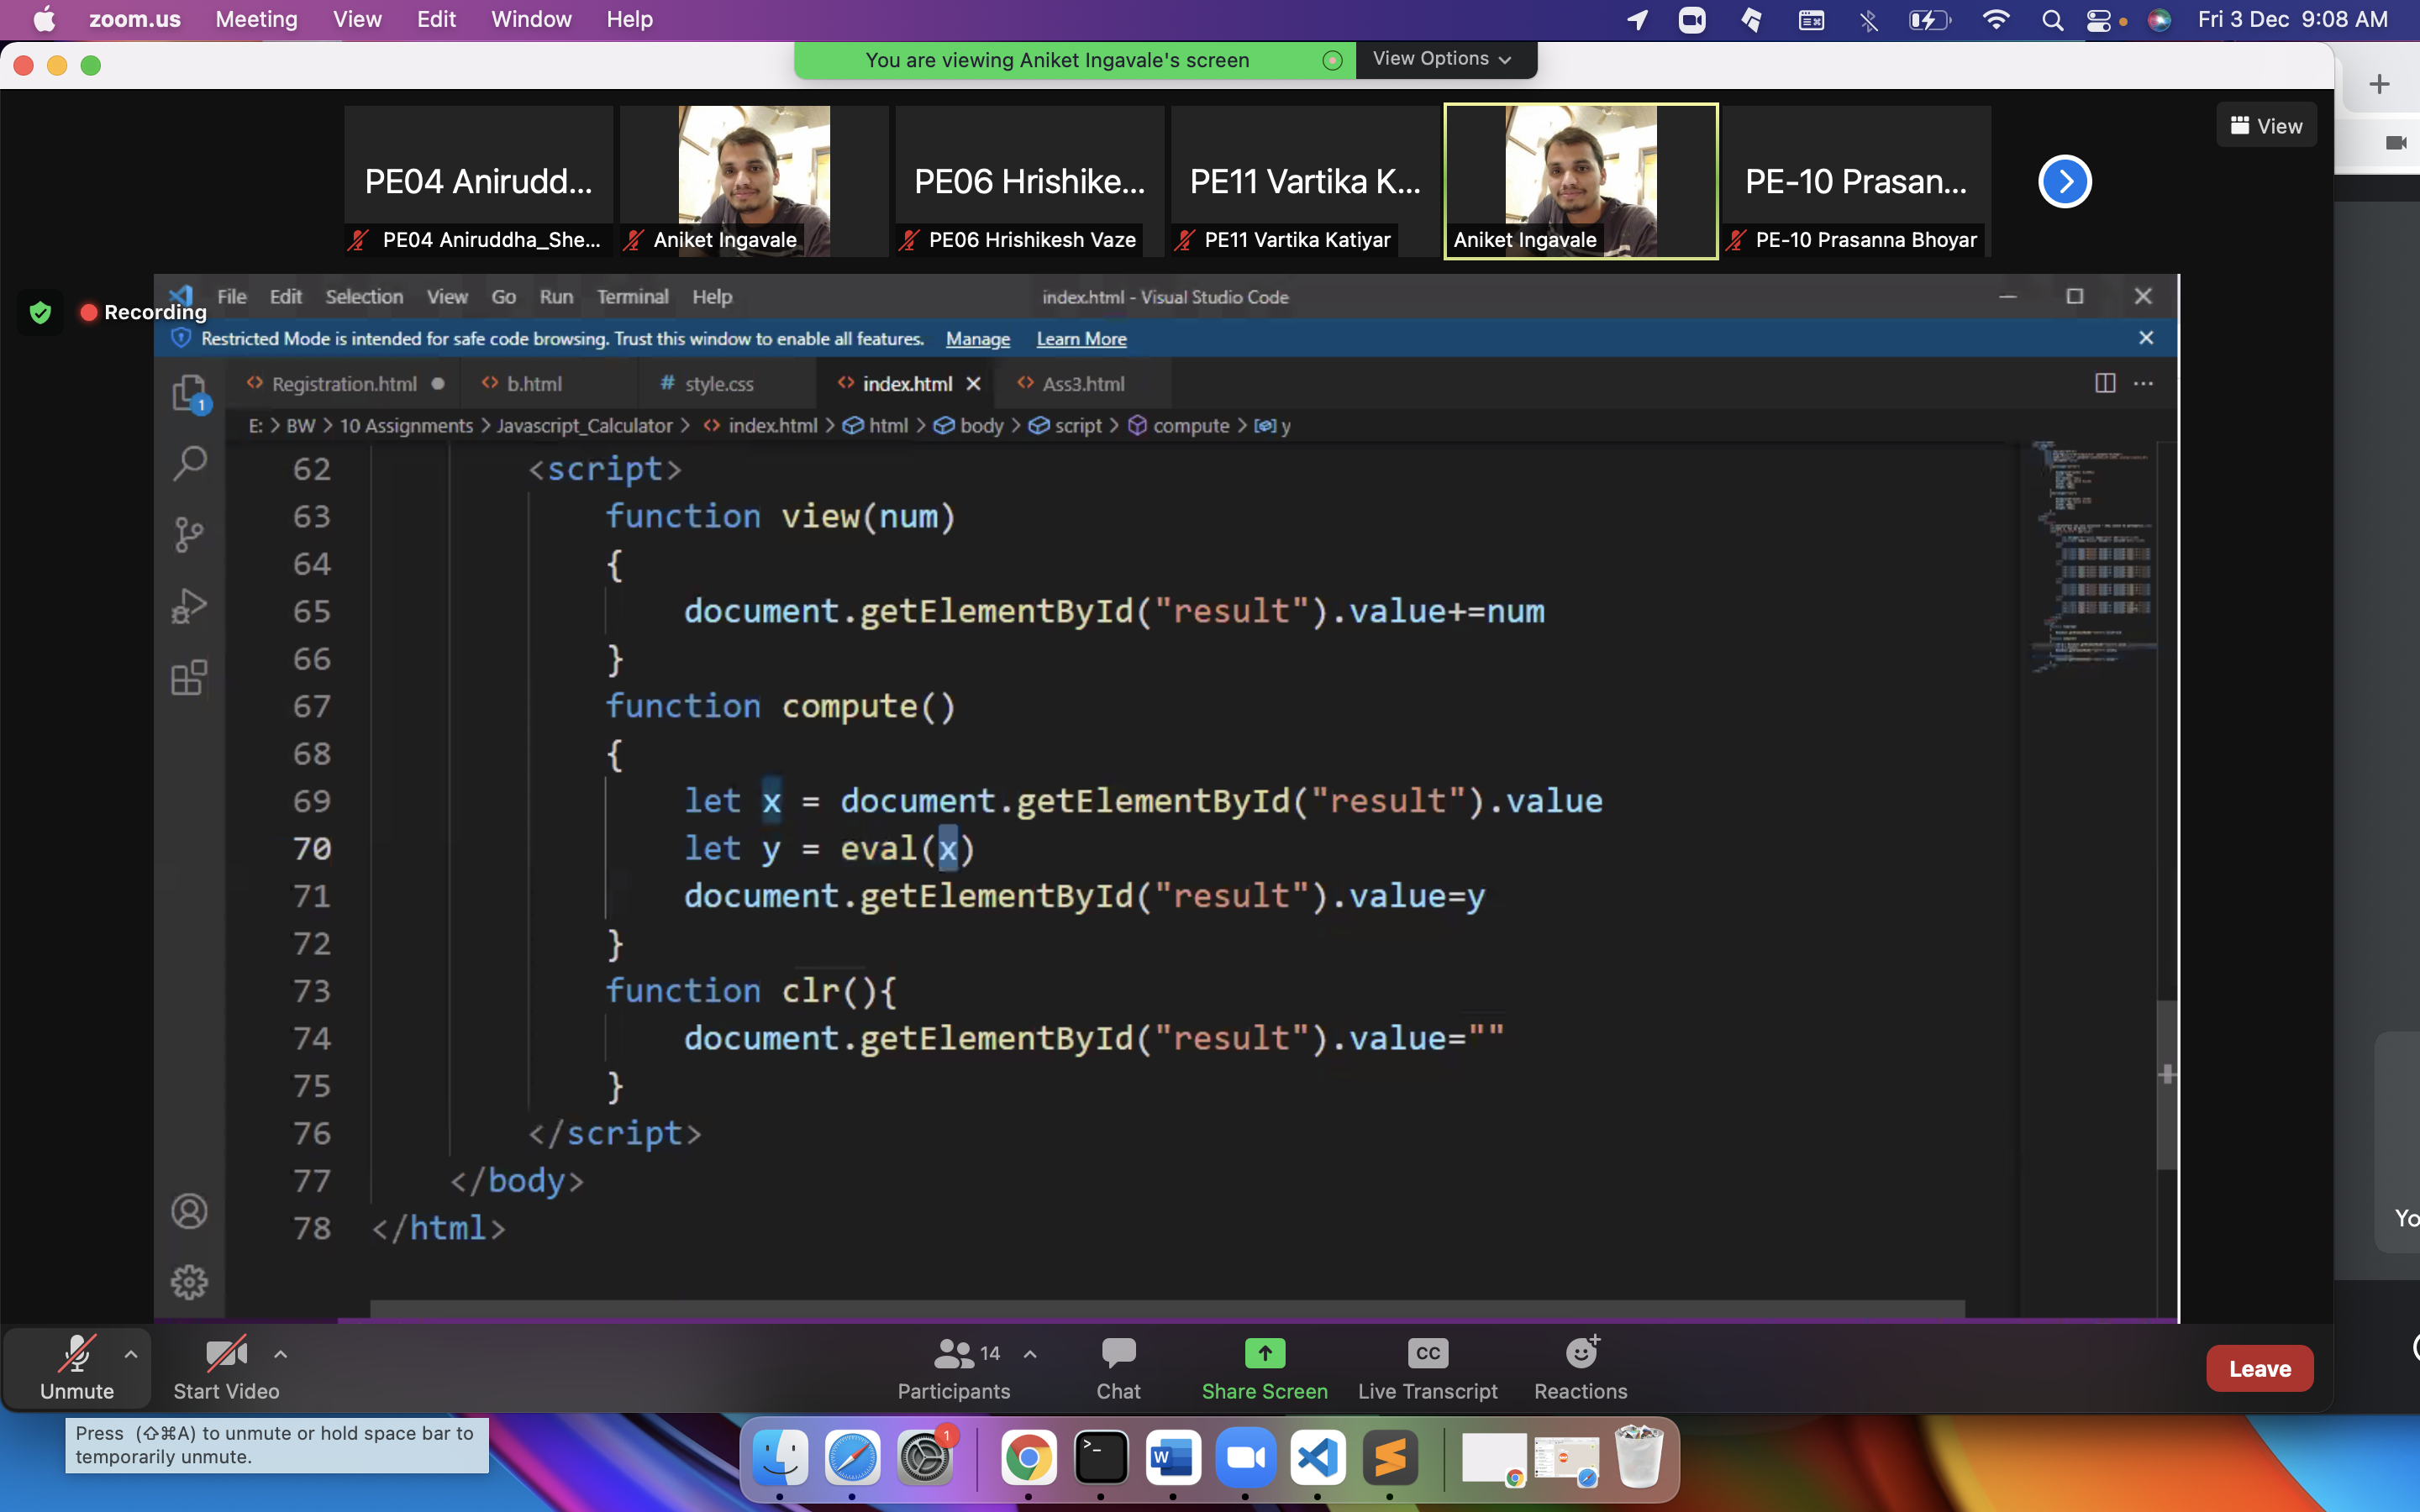 zoom.us Meeting View Edit Window Help Fri 3 Dec 9:08 AM
You are viewing Aniket Ingavale's screen View Options
View
PE04 Anirudd... PE06 Hrishike... PE11 Vartika K... PE-10 Prasan...
PE04 Aniruddha_She... Aniket Ingavale PE06 Hrishikesh Vaze PE11 Vartika Katiyar Aniket Ingavale PE-10 Prasanna Bhoyar
Recording
File Edit Selection View Go Run Terminal Help index.html - Visual Studio Code
Restricted Mode is intended for safe code browsing. Trust this window to enable all features. Manage Learn More
1
Registration.html b.html # style.css index.html Ass3.html
E: > BW > 10 Assignments > Javascript_Calculator > index.html > html > body > script > compute > y
62 <script>
63 function view(num)
64 {
65 document.getElementById("result").value+=num
66 }
67 function compute()
68 {
69 let x = document.getElementById("result").value
70 let y = eval(x)
71 document.getElementById("result").value=y
72 }
73 function clr(){
74 document.getElementById("result").value=""
75 }
76 </script>
77 </body>
78 </html>
Yo
14
CC
Unmute Start Video Participants Chat Share Screen Live Transcript Reactions Leave
Press (⇧⌘A) to unmute or hold space bar to
temporarily unmute.
1
>_
W